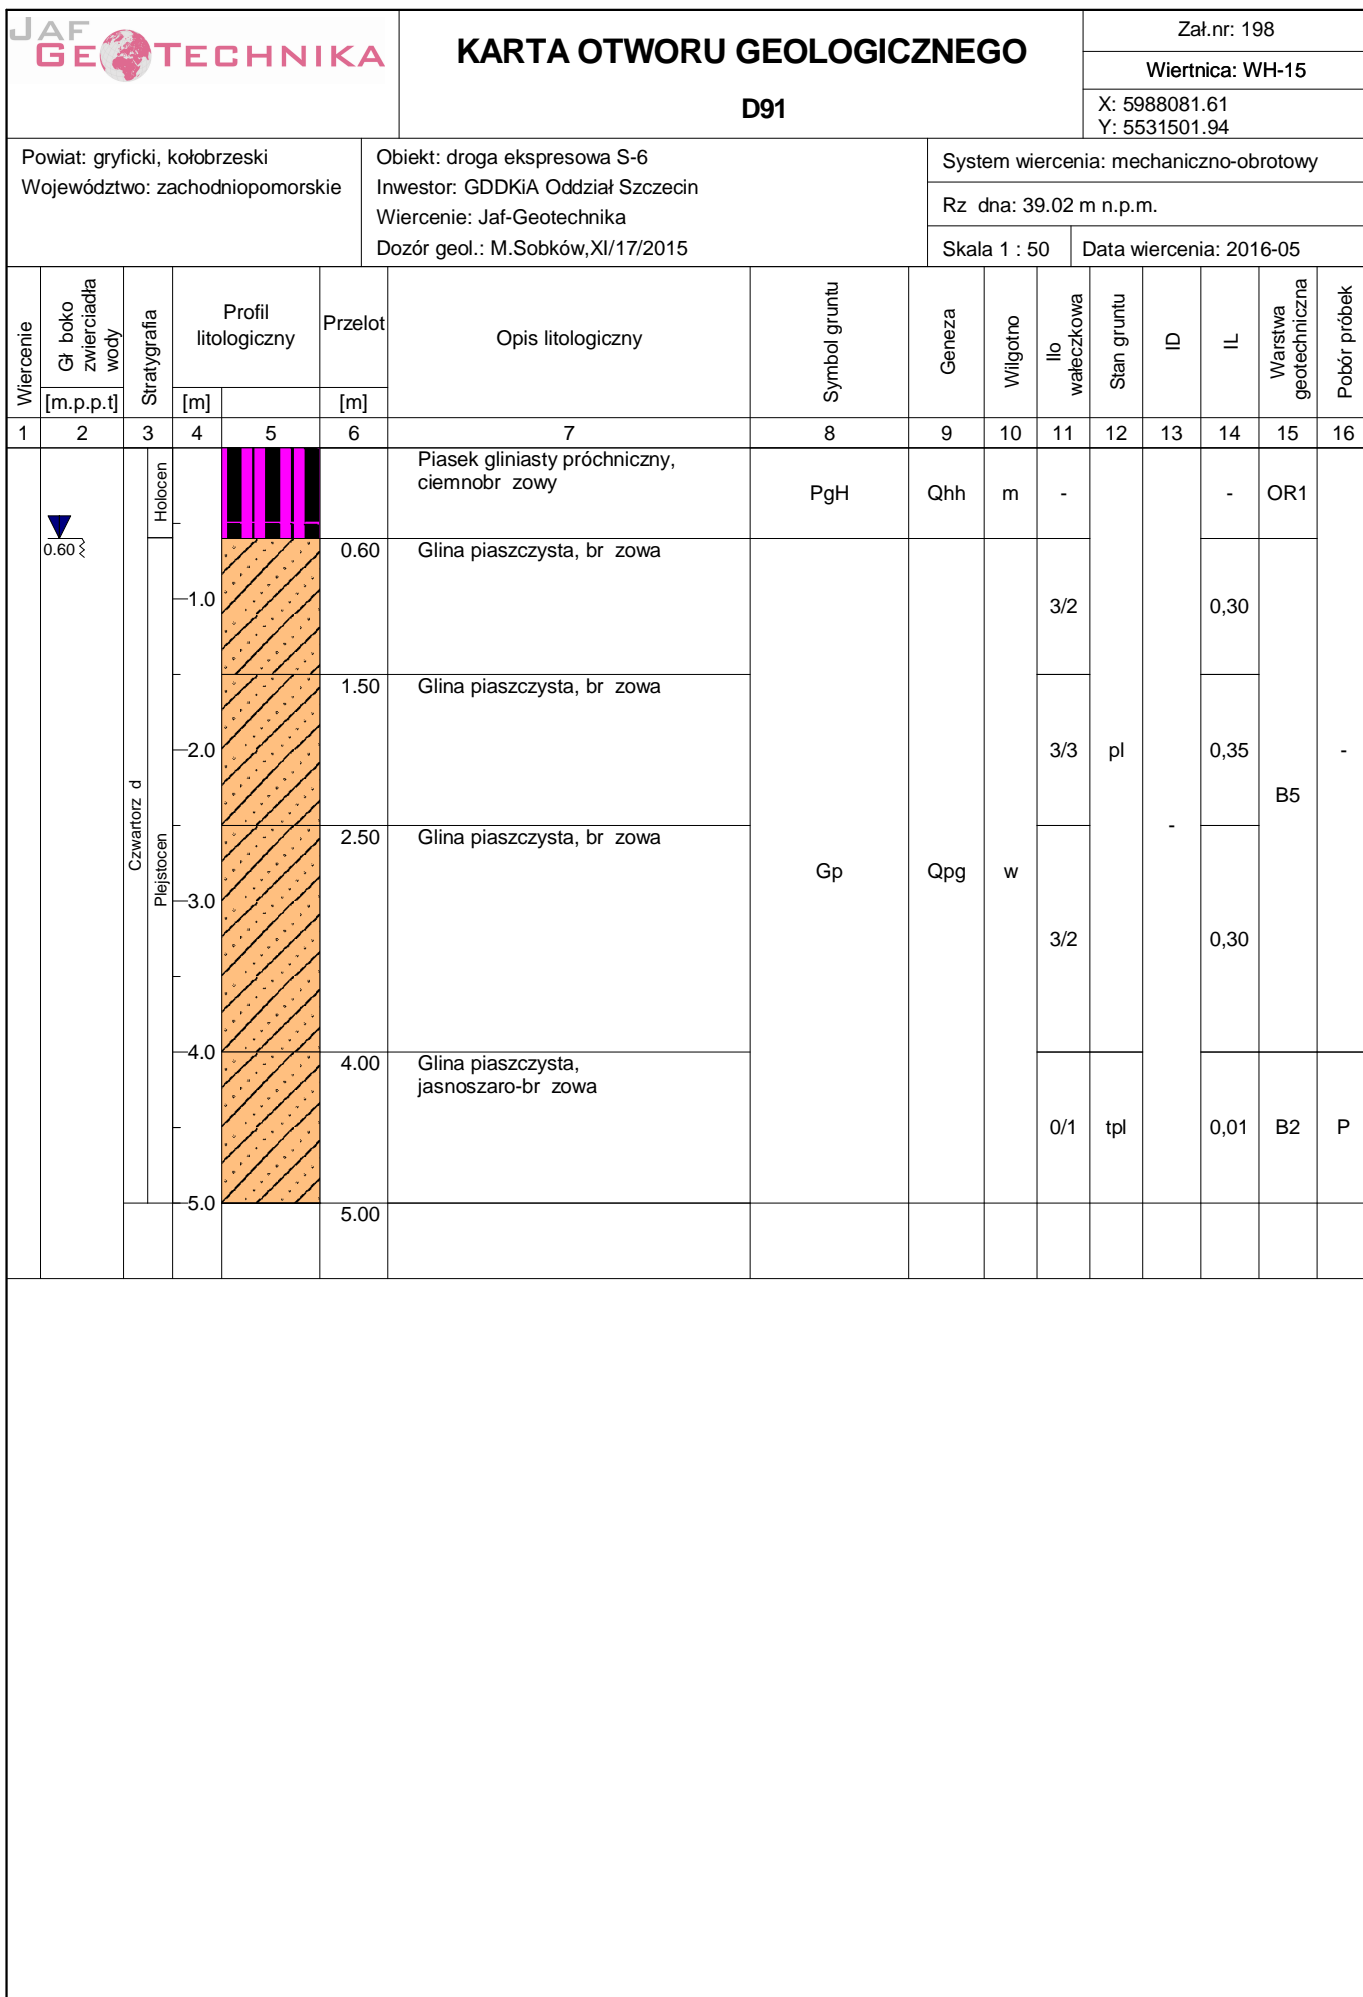 JAF
GEOTECHNIKA
KARTA OTWORU GEOLOGICZNEGO
D91
Zał.nr: 198
Wiertnica: WH-15
X: 5988081.61
Y: 5531501.94
Powiat: gryficki, kołobrzeski
Województwo: zachodniopomorskie
Obiekt: droga ekspresowa S-6
Inwestor: GDDKiA Oddział Szczecin
Wiercenie: Jaf-Geotechnika
Dozór geol.: M.Sobków,XI/17/2015
System wiercenia: mechaniczno-obrotowy
Rz dna: 39.02 m n.p.m.
Skala 1 : 50
Data wiercenia: 2016-05
Wiercenie
Gł boko
zwierciadła
wody
[m.p.p.t]
Stratygrafia
Profil
litologiczny
[m]
Przelot
[m]
Opis litologiczny
Symbol gruntu
Geneza
Wilgotno
Ilo
wałeczkowa
Stan gruntu
ID
IL
Warstwa
geotechniczna
Pobór próbek
1 2 3 4 5 6 7 8 9 10 11 12 13 14 15 16
Holocen
Piasek gliniasty próchniczny,
ciemnobr zowy
PgH Qhh m - - OR1
0.60
0.60 Glina piaszczysta, br zowa
1.0
3/2 0,30
1.50 Glina piaszczysta, br zowa
2.0
3/3 pl 0,35 -
B5
Czwartorz d
Plejstocen
-
2.50 Glina piaszczysta, br zowa
Gp Qpg w
3.0
3/2 0,30
4.0
4.00 Glina piaszczysta,
jasnoszaro-br zowa
0/1 tpl 0,01 B2 P
5.0
5.00